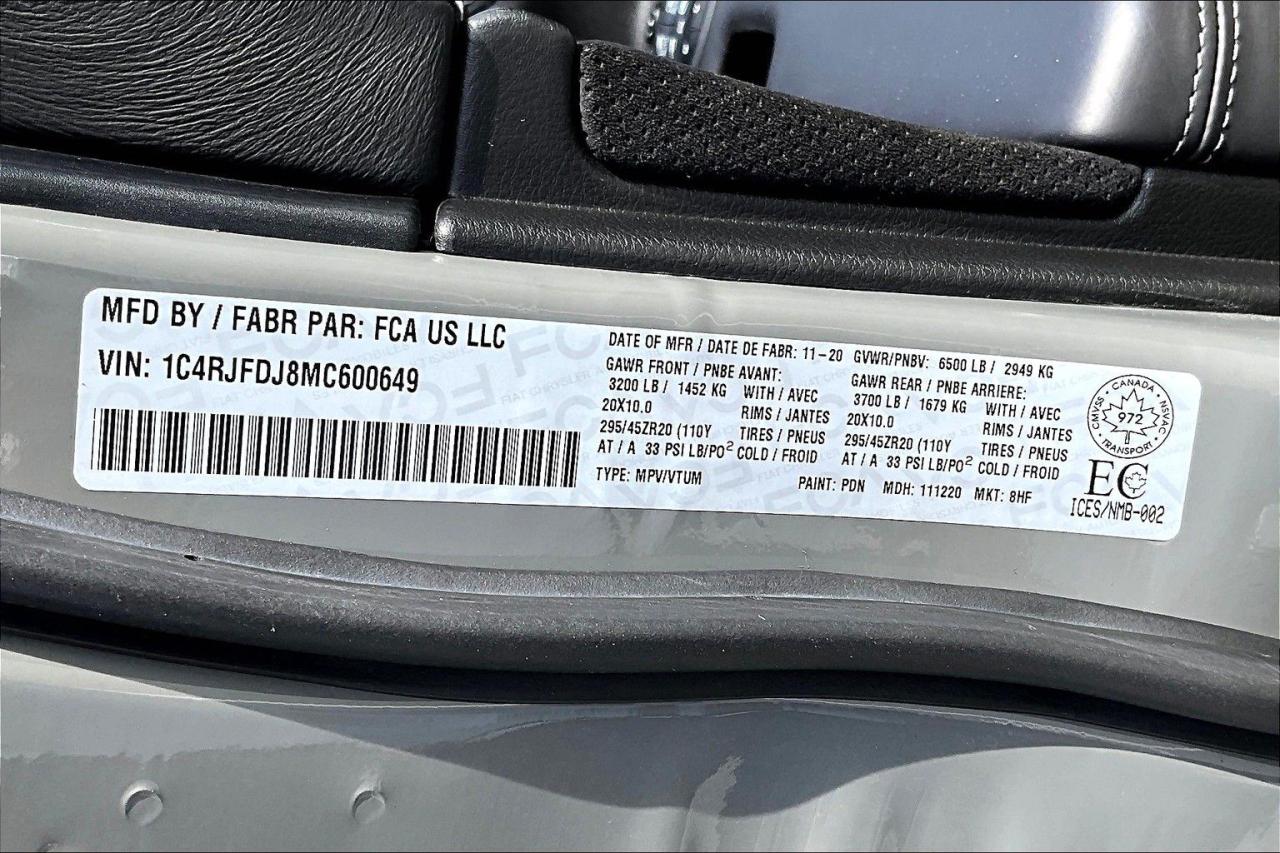 MFD BY / FABR PAR: FCA US LLC
VIN: 1C4RJFDJ8MC600649
DATE OF MFR / DATE DE FABR: 11-20 GVWR/PNBV: 6500 LB / 2949 KG
GAWR FRONT / PNBE AVANT:
3200 LB / 1452 KG WITH / AVEC
20X10.0 RIMS / JANTES
295/45ZR20 (110Y TIRES / PNEUS
AT / A 33 PSI LB/PO² COLD / FROID
GAWR REAR / PNBE ARRIERE:
3700 LB / 1679 KG WITH / AVEC
20X10.0 RIMS / JANTES
295/45ZR20 (110Y TIRES / PNEUS
AT / A 33 PSI LB/PO² COLD / FROID
TYPE: MPV/VTUM PAINT: PDN MDH: 111220 MKT: 8HF
CANADA
CMVSS 972 NSVAC
TRANSPORT
EC
ICES/NMB-002